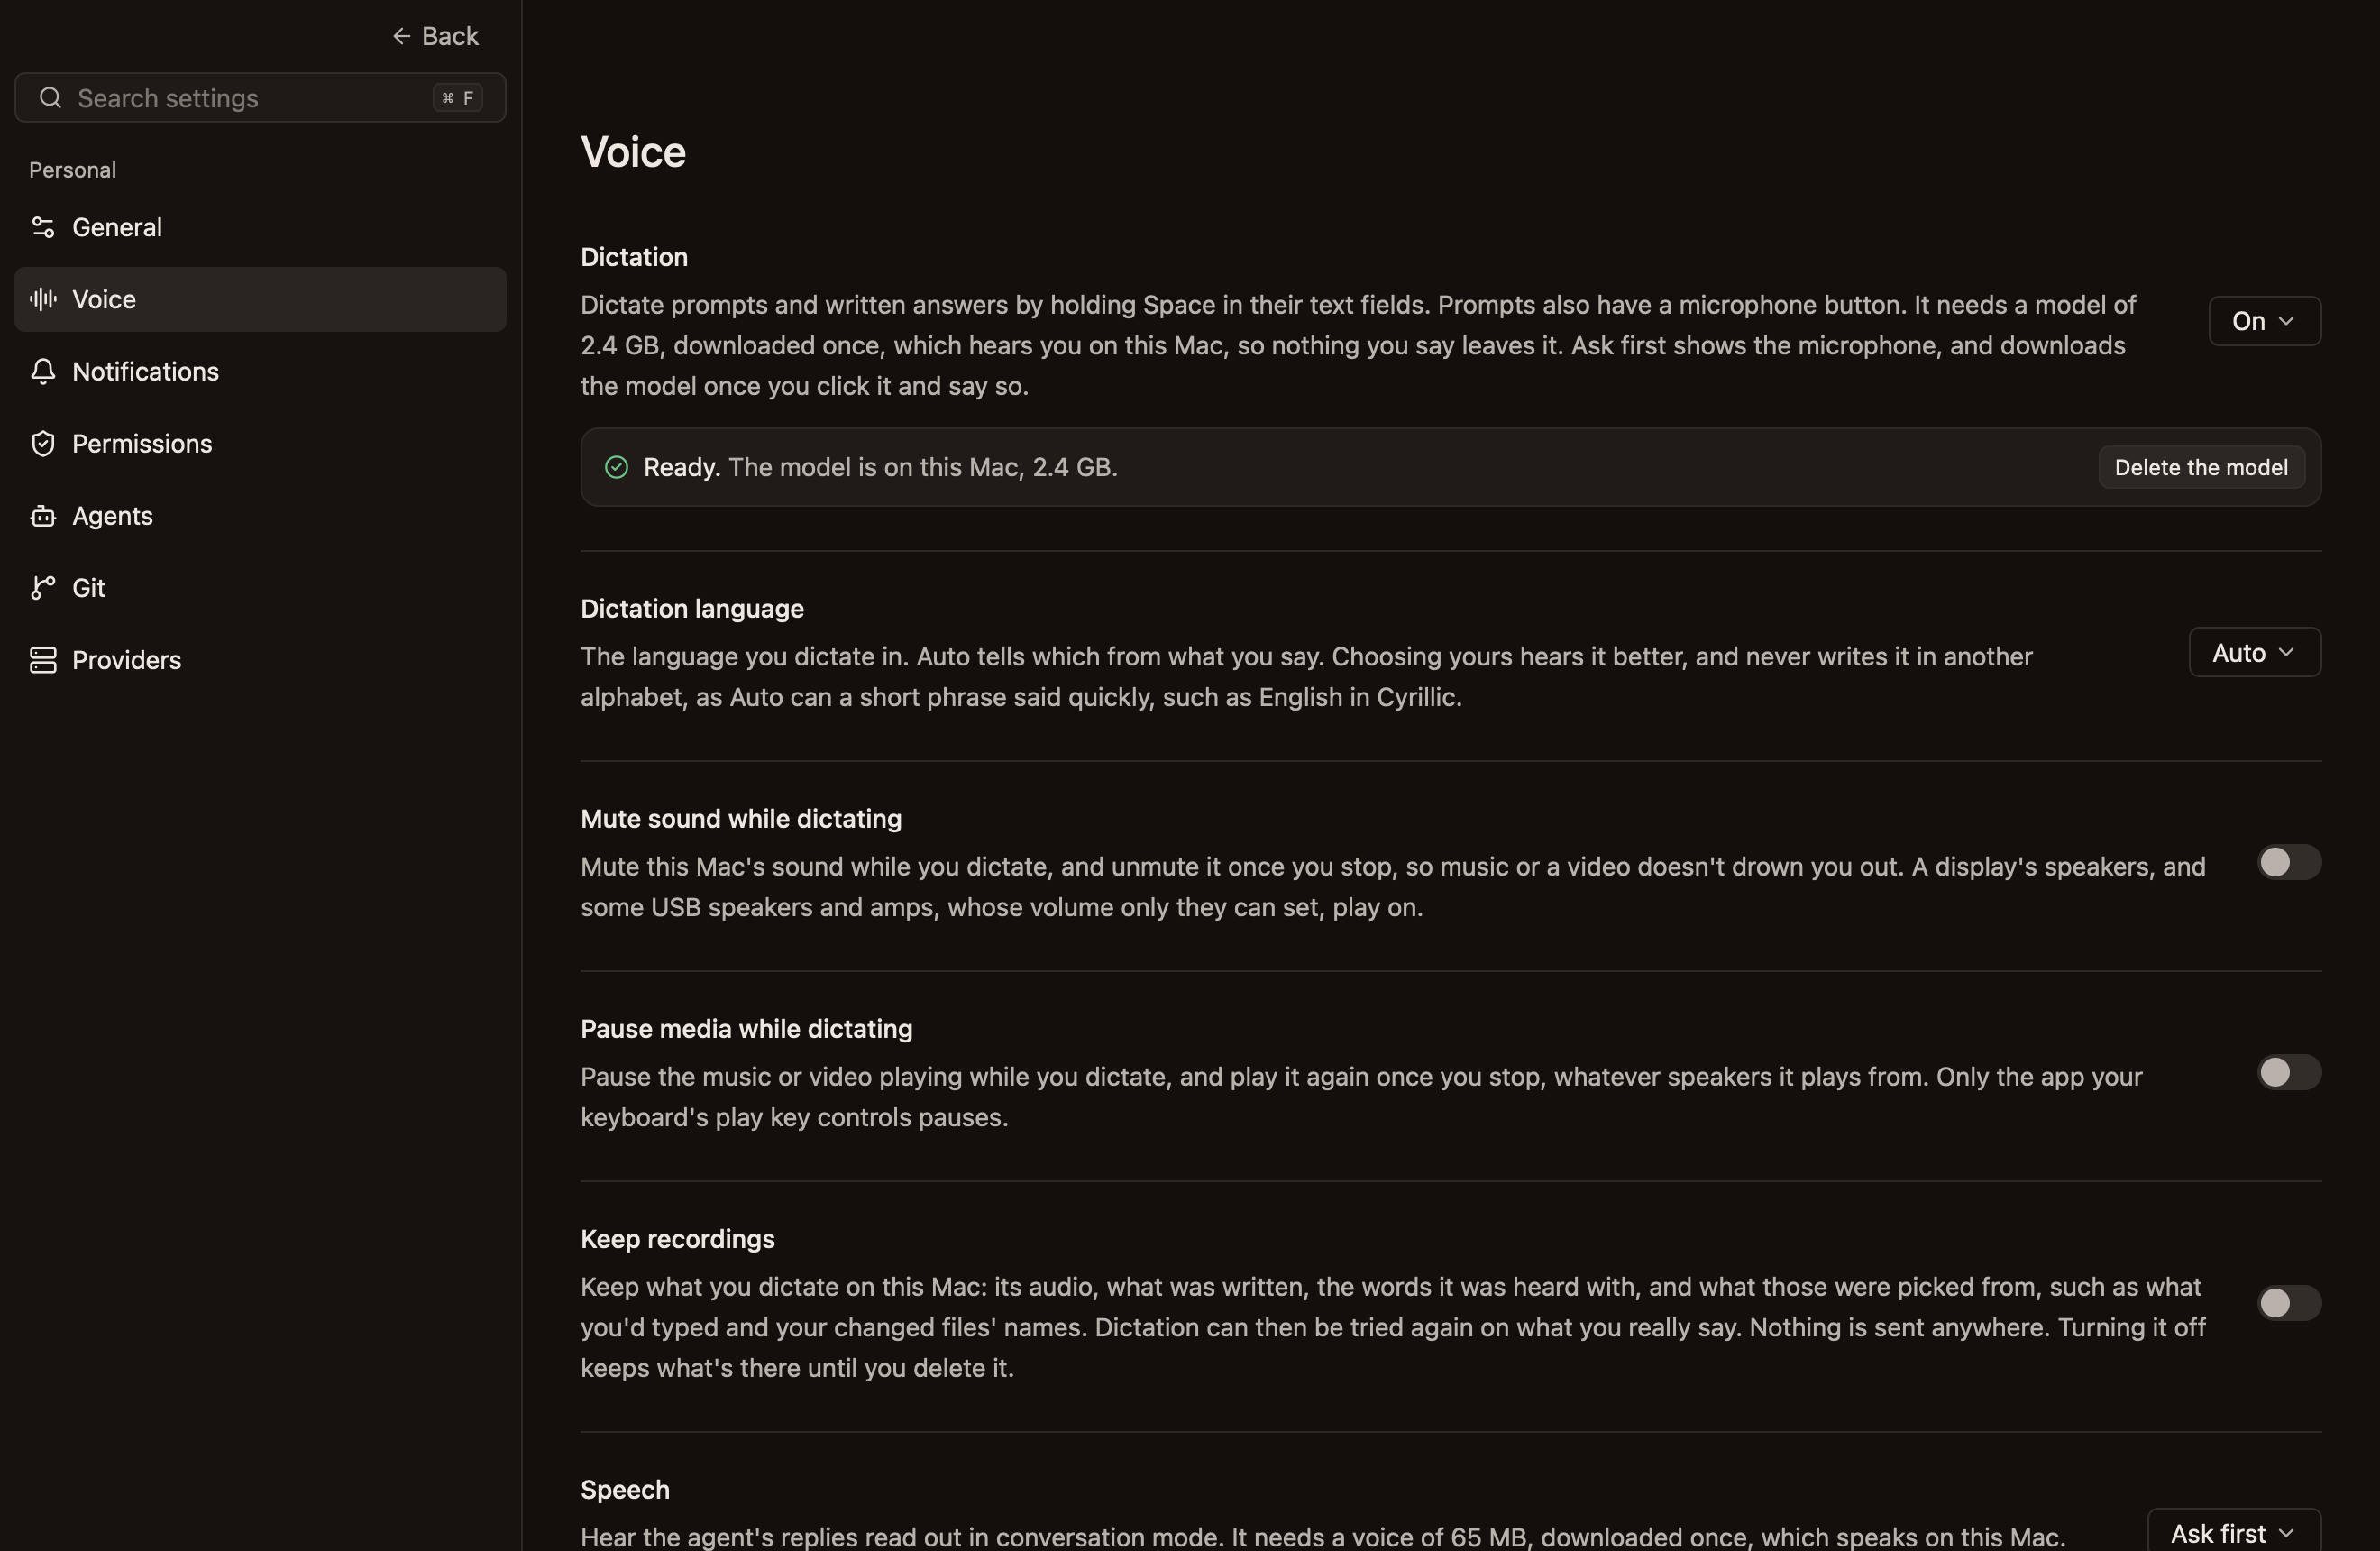 Back
Search settings
⌘ F
Personal
General
Voice
Notifications
Permissions
Agents
Git
Providers
Voice
Dictation
Dictate prompts and written answers by holding Space in their text fields. Prompts also have a microphone button. It needs a model of
2.4 GB, downloaded once, which hears you on this Mac, so nothing you say leaves it. Ask first shows the microphone, and downloads
the model once you click it and say so.
On
Ready. The model is on this Mac, 2.4 GB.
Delete the model
Dictation language
The language you dictate in. Auto tells which from what you say. Choosing yours hears it better, and never writes it in another
alphabet, as Auto can a short phrase said quickly, such as English in Cyrillic.
Auto
Mute sound while dictating
Mute this Mac's sound while you dictate, and unmute it once you stop, so music or a video doesn't drown you out. A display's speakers, and
some USB speakers and amps, whose volume only they can set, play on.
Pause media while dictating
Pause the music or video playing while you dictate, and play it again once you stop, whatever speakers it plays from. Only the app your
keyboard's play key controls pauses.
Keep recordings
Keep what you dictate on this Mac: its audio, what was written, the words it was heard with, and what those were picked from, such as what
you'd typed and your changed files' names. Dictation can then be tried again on what you really say. Nothing is sent anywhere. Turning it off
keeps what's there until you delete it.
Speech
Hear the agent's replies read out in conversation mode. It needs a voice of 65 MB, downloaded once, which speaks on this Mac.
Ask first